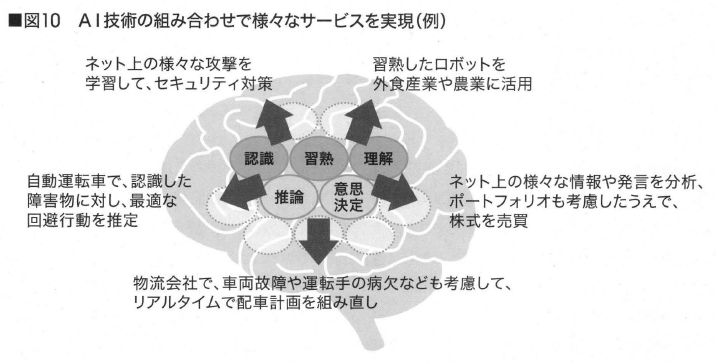 ■図10　AI技術の組み合わせで様々なサービスを実現(例)
ネット上の様々な攻撃を
学習して、セキュリティ対策
習熟したロボットを
外食産業や農業に活用
認識
習熟
理解
推論
意思
決定
自動運転車で、認識した
障害物に対し、最適な
回避行動を推定
ネット上の様々な情報や発言を分析、
ポートフォリオも考慮したうえで、
株式を売買
物流会社で、車両故障や運転手の病欠なども考慮して、
リアルタイムで配車計画を組み直し